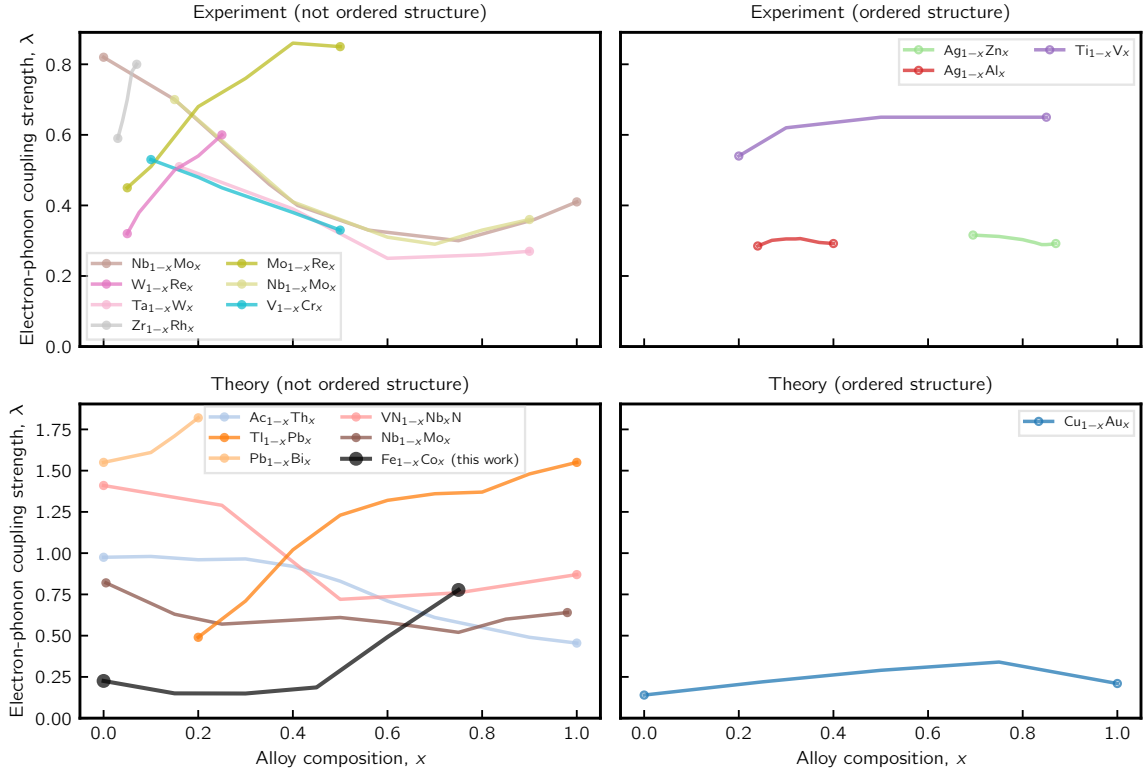 Experiment (not ordered structure)
Experiment (ordered structure)
Electron-phonon coupling strength, λ
0.8
0.6
0.4
0.2
0.0
Nb₁₋ₓMoₓ
W₁₋ₓReₓ
Ta₁₋ₓWₓ
Zr₁₋ₓRhₓ
Mo₁₋ₓReₓ
Nb₁₋ₓMoₓ
V₁₋ₓCrₓ
Ag₁₋ₓZnₓ
Ag₁₋ₓAlₓ
Ti₁₋ₓVₓ
Theory (not ordered structure)
Theory (ordered structure)
Electron-phonon coupling strength, λ
1.75
1.50
1.25
1.00
0.75
0.50
0.25
0.00
Ac₁₋ₓThₓ
Tl₁₋ₓPbₓ
Pb₁₋ₓBiₓ
VN₁₋ₓNbₓN
Nb₁₋ₓMoₓ
Fe₁₋ₓCoₓ (this work)
Cu₁₋ₓAuₓ
0.0 0.2 0.4 0.6 0.8 1.0
0.0 0.2 0.4 0.6 0.8 1.0
Alloy composition, x
Alloy composition, x